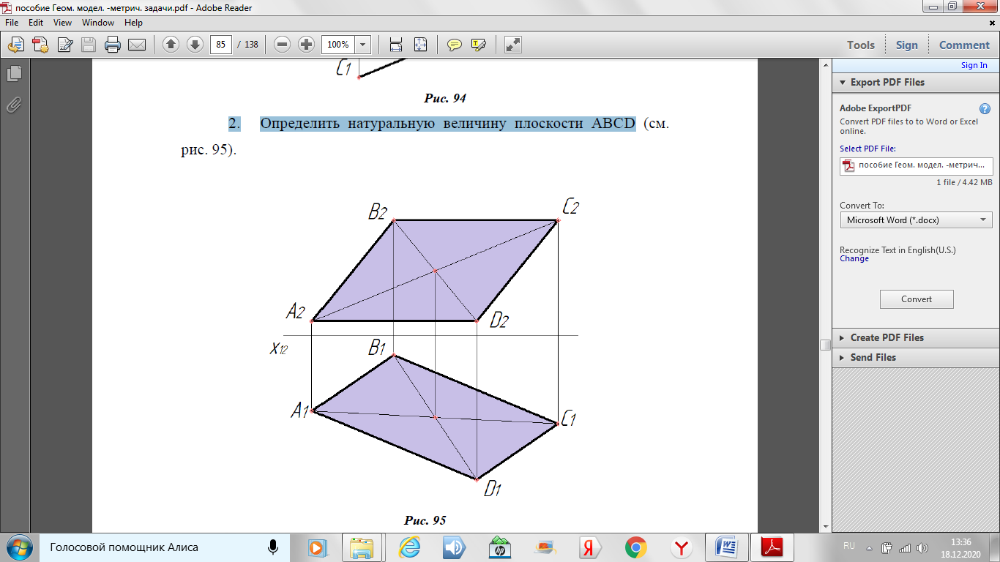 пособие Геом. модел. -метрич. задачи.pdf - Adobe Reader
File Edit View Window Help
85 / 138 100% Tools Sign Comment
Sign In
Export PDF Files
Adobe ExportPDF
Convert PDF files to to Word or Excel
online.
Select PDF File:
пособие Геом. модел. -метрич...
1 file / 4.42 MB
Convert To:
Microsoft Word (*.docx)
Recognize Text in English(U.S.)
Change
Convert
Create PDF Files
Send Files
C1
Рис. 94
2. Определить натуральную величину плоскости ABCD (см.
рис. 95).
B2
C2
A2
D2
X12
B1
A1
C1
D1
Рис. 95
Голосовой помощник Алиса
hp
Я
Y
W
RU
13:36
18.12.2020